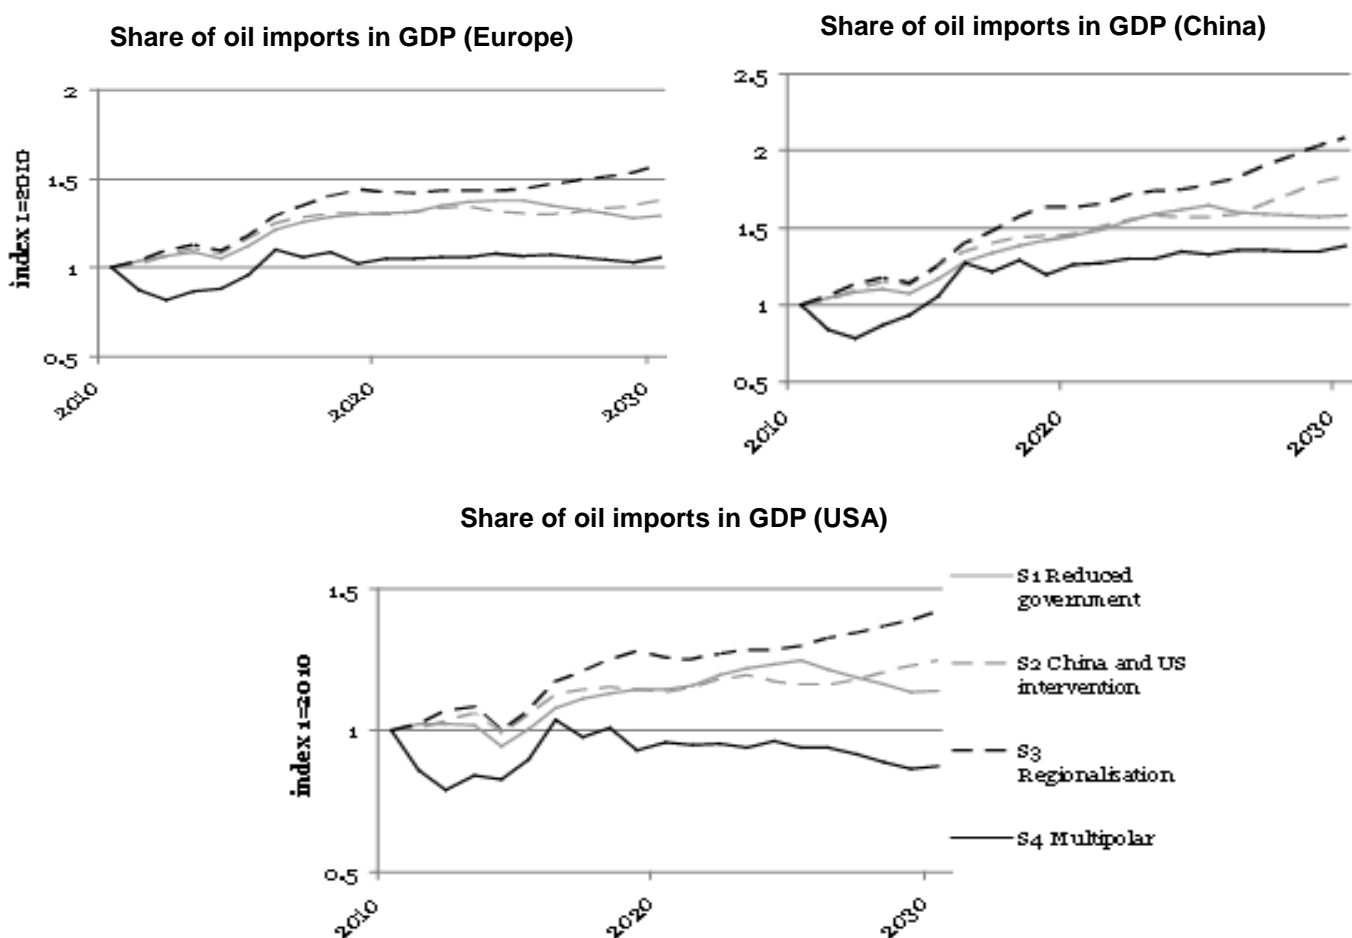 Share of oil imports in GDP (Europe)
index 1=2010
2
1.5
1
0.5
2010
2020
2030
Share of oil imports in GDP (China)
2.5
2
1.5
1
0.5
2010
2020
2030
Share of oil imports in GDP (USA)
index 1=2010
1.5
1
0.5
2010
2020
2030
S1 Reduced
government
S2 China and US
intervention
S3
Regionalisation
S4 Multipolar